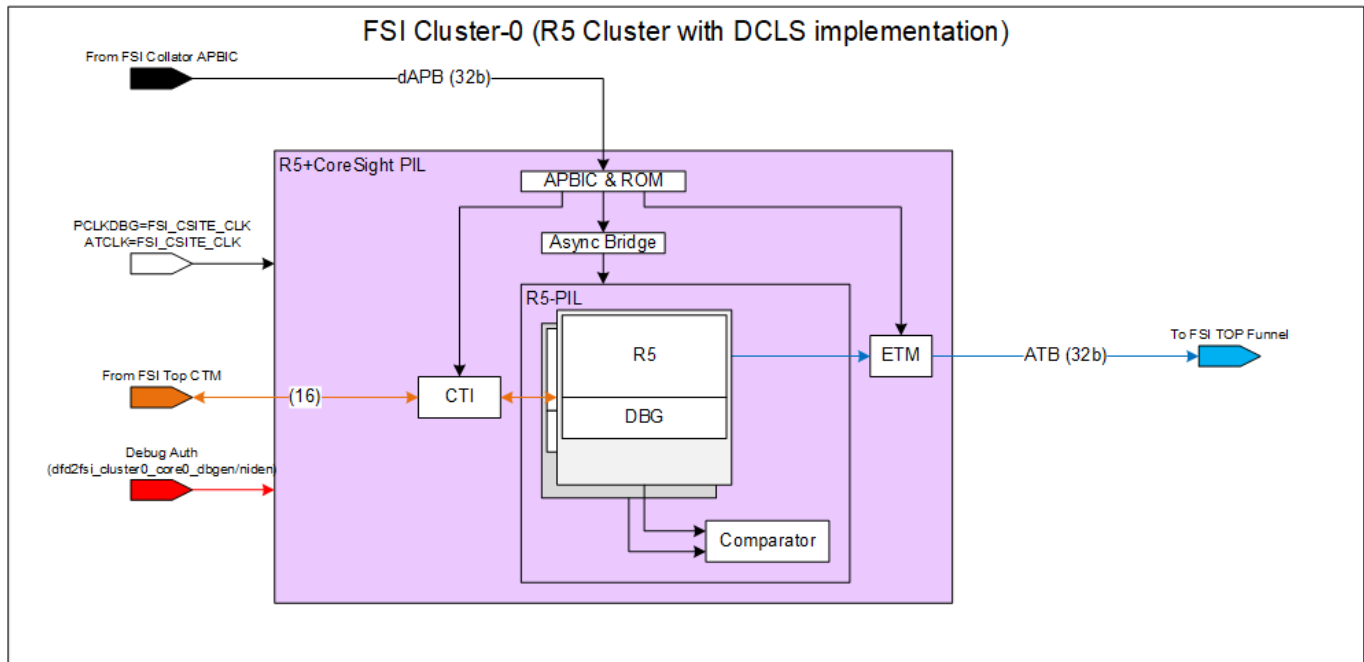 FSI Cluster-0 (R5 Cluster with DCLS implementation)
From FSI Collator APBIC
dAPB (32b)
R5+CoreSight PIL
APBIC & ROM
PCLKDBG=FSI_CSITE_CLK
ATCLK=FSI_CSITE_CLK
Async Bridge
R5-PIL
R5
ETM
ATB (32b)
To FSI TOP Funnel
From FSI Top CTM
(16)
CTI
DBG
Debug Auth
(dfd2fsi_cluster0_core0_dbgen/niden)
Comparator